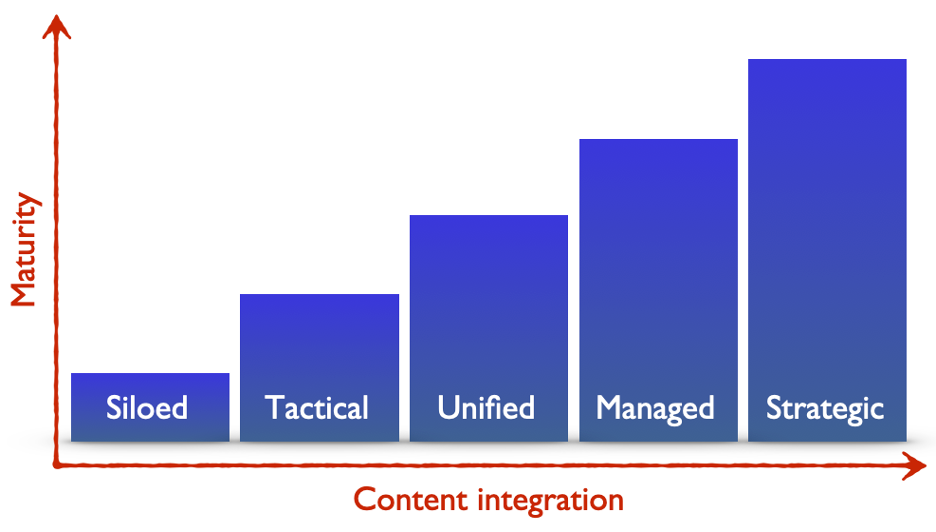 Maturity
Siloed
Tactical
Unified
Managed
Strategic
Content integration